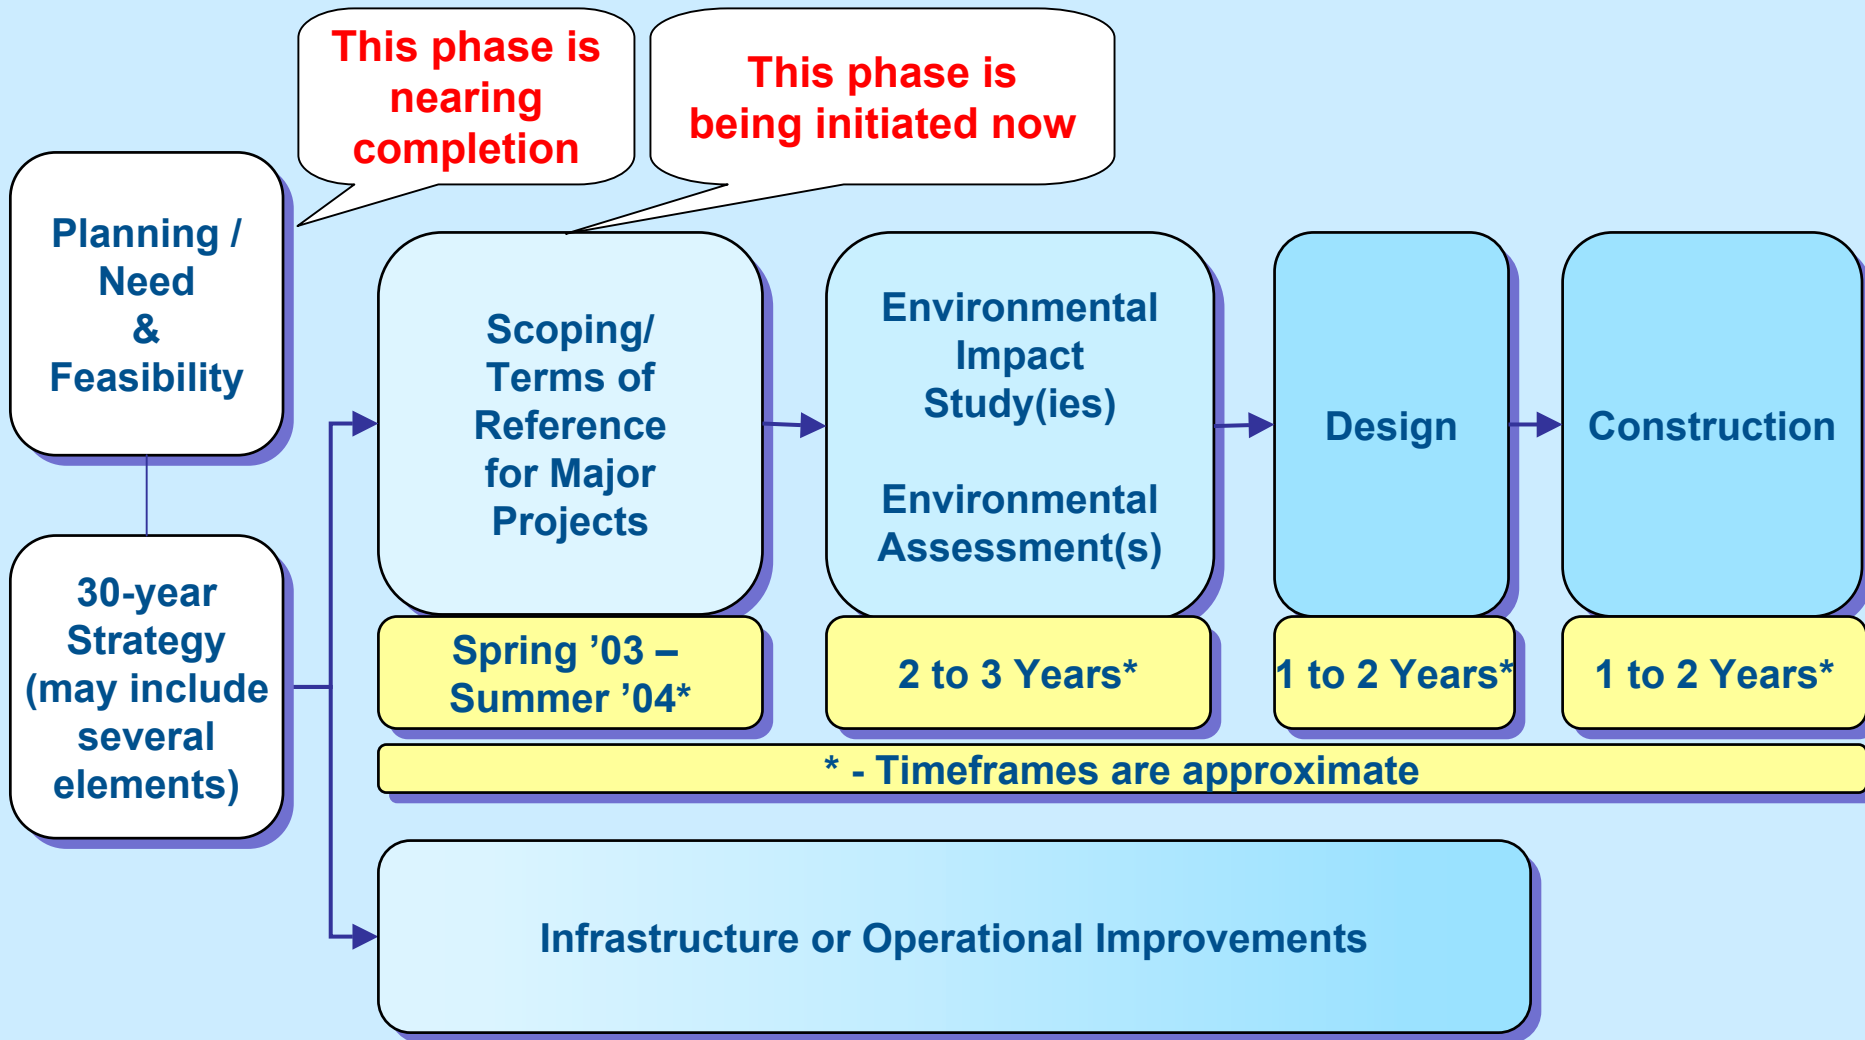 This phase is
nearing
completion
This phase is
being initiated now
Planning /
Need
&
Feasibility
30-year
Strategy
(may include
several
elements)
Scoping/
Terms of
Reference
for Major
Projects
Environmental
Impact
Study(ies)
Environmental
Assessment(s)
Design
Construction
Spring ’03 –
Summer ’04*
2 to 3 Years*
1 to 2 Years*
1 to 2 Years*
* - Timeframes are approximate
Infrastructure or Operational Improvements